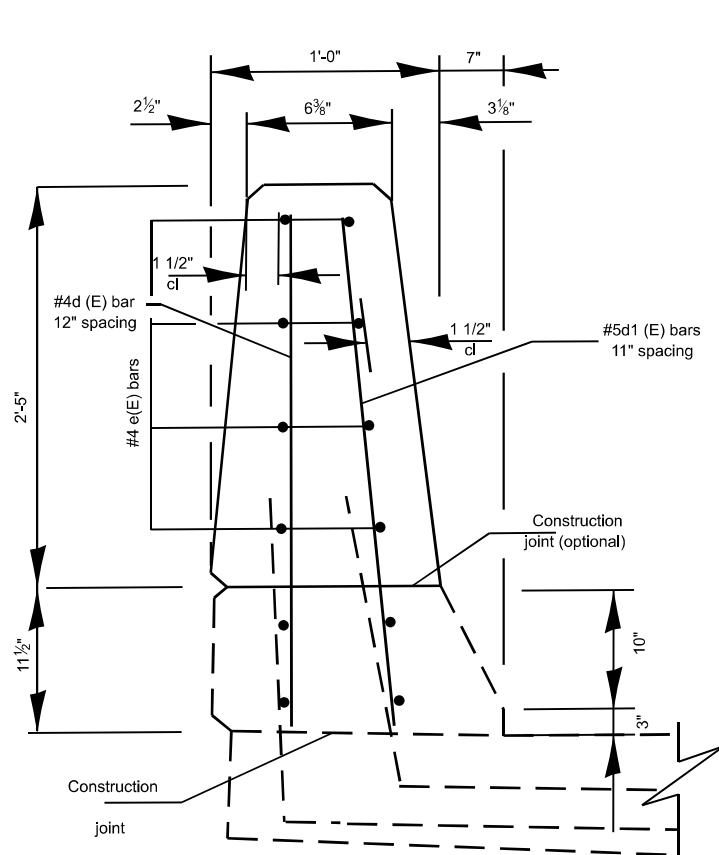 1'-0"
7"
2½"
6⅜"
3⅛"
1 1/2"
cl
#4d (E) bar
12" spacing
1 1/2"
cl
#5d1 (E) bars
11" spacing
#4 e(E) bars
2'-5"
Construction
joint (optional)
11½"
10"
3"
Construction
joint